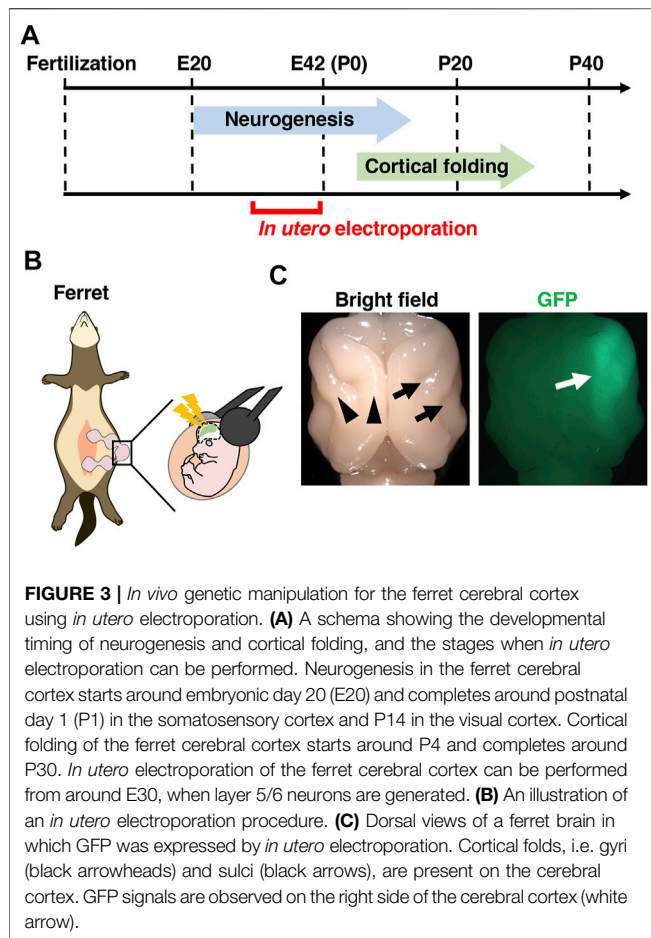 A
Fertilization E20 E42 (P0) P20 P40
Neurogenesis
Cortical folding
In utero electroporation
B
Ferret
C
Bright field GFP
FIGURE 3 | In vivo genetic manipulation for the ferret cerebral cortex
using in utero electroporation. (A) A schema showing the developmental
timing of neurogenesis and cortical folding, and the stages when in utero
electroporation can be performed. Neurogenesis in the ferret cerebral
cortex starts around embryonic day 20 (E20) and completes around postnatal
day 1 (P1) in the somatosensory cortex and P14 in the visual cortex. Cortical
folding of the ferret cerebral cortex starts around P4 and completes around
P30. In utero electroporation of the ferret cerebral cortex can be performed
from around E30, when layer 5/6 neurons are generated. (B) An illustration of
an in utero electroporation procedure. (C) Dorsal views of a ferret brain in
which GFP was expressed by in utero electroporation. Cortical folds, i.e. gyri
(black arrowheads) and sulci (black arrows), are present on the cerebral
cortex. GFP signals are observed on the right side of the cerebral cortex (white
arrow).